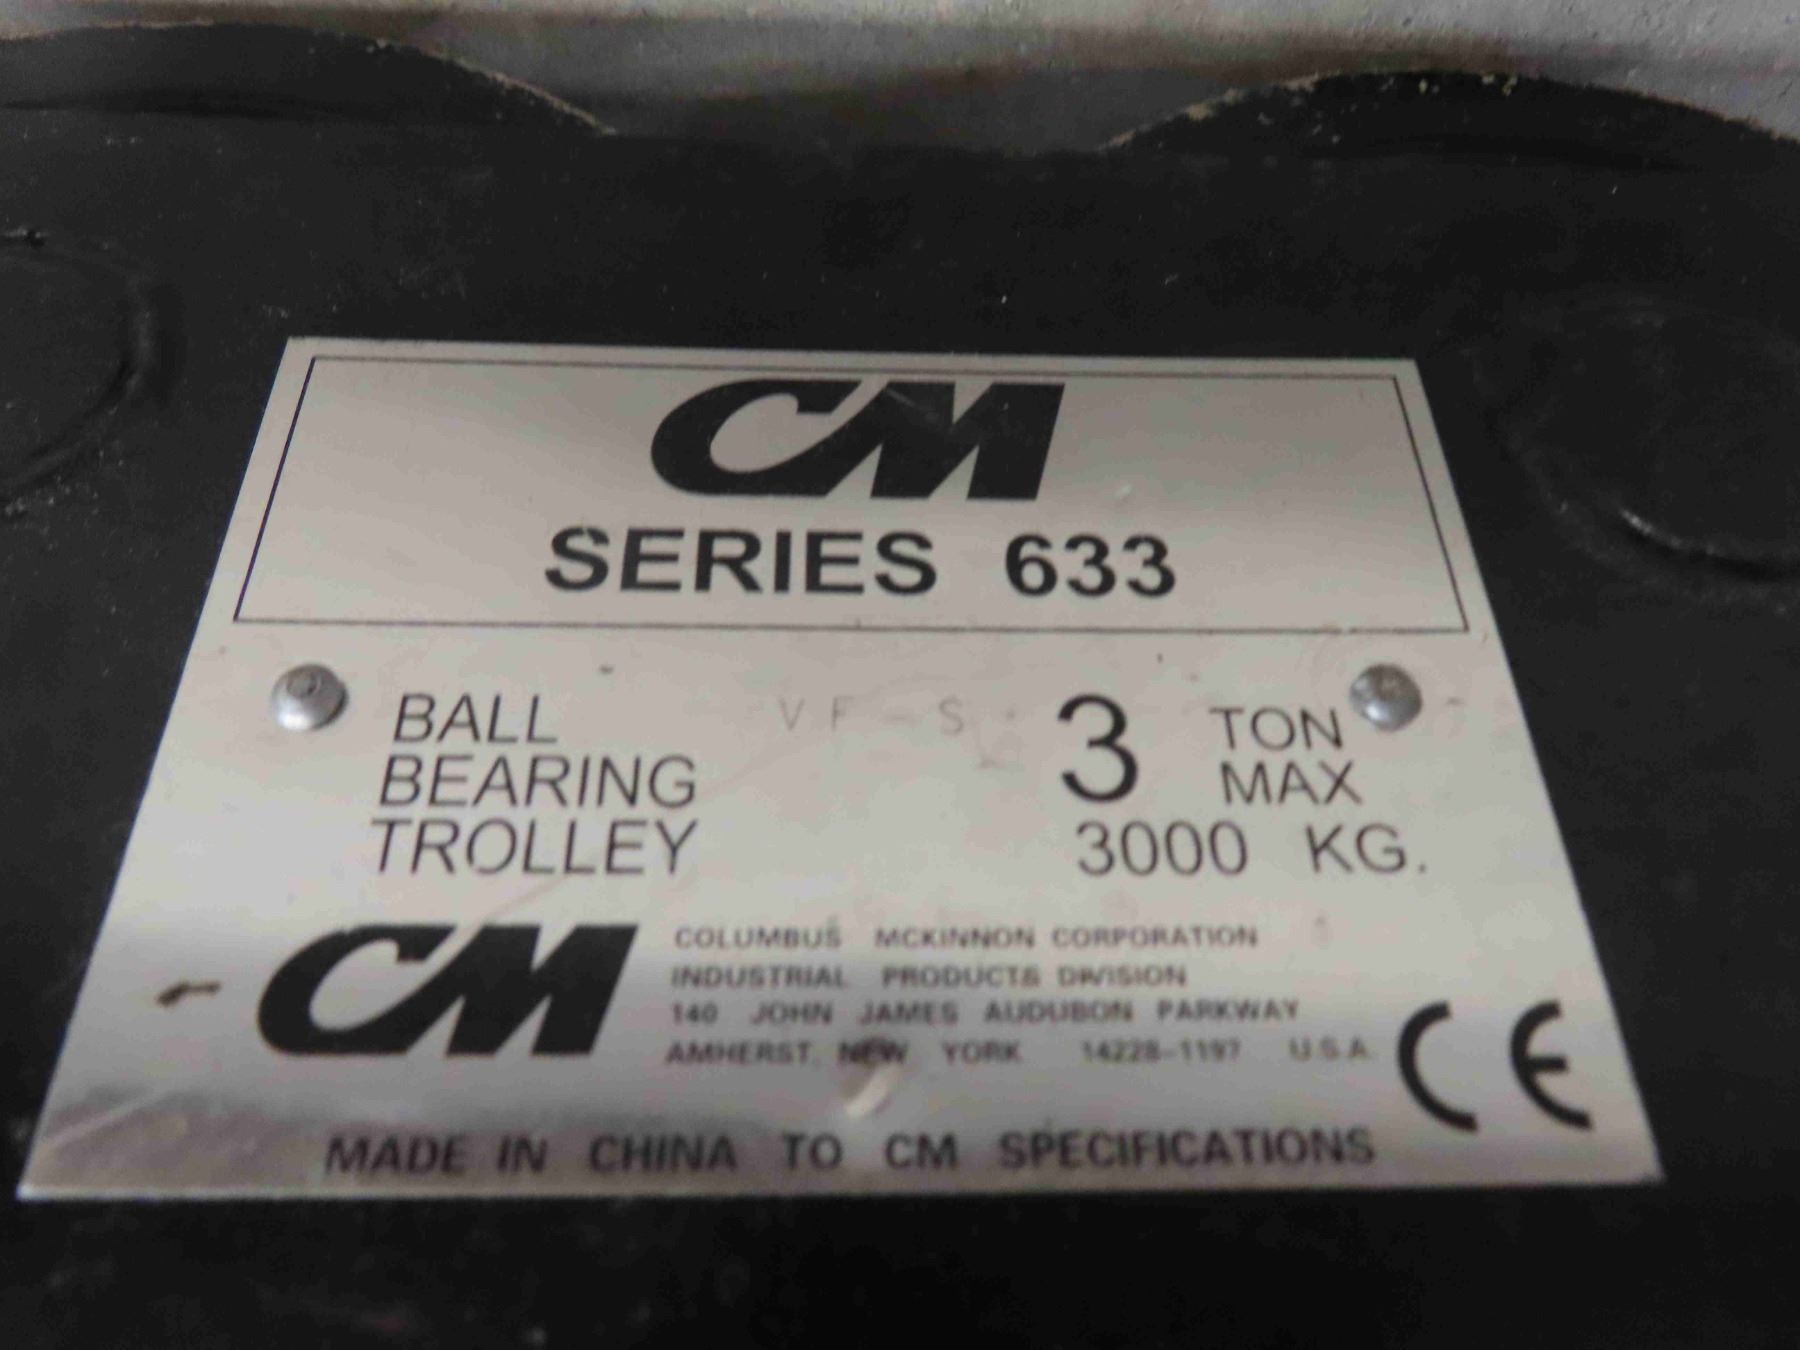 CM
SERIES 633
BALL
BEARING
TROLLEY
VF-S
3 TON
MAX
3000 KG.
CM
COLUMBUS MCKINNON CORPORATION
INDUSTRIAL PRODUCTS DIVISION
140 JOHN JAMES AUDUBON PARKWAY
AMHERST, NEW YORK 14228-1197 U.S.A.
CE
MADE IN CHINA TO CM SPECIFICATIONS